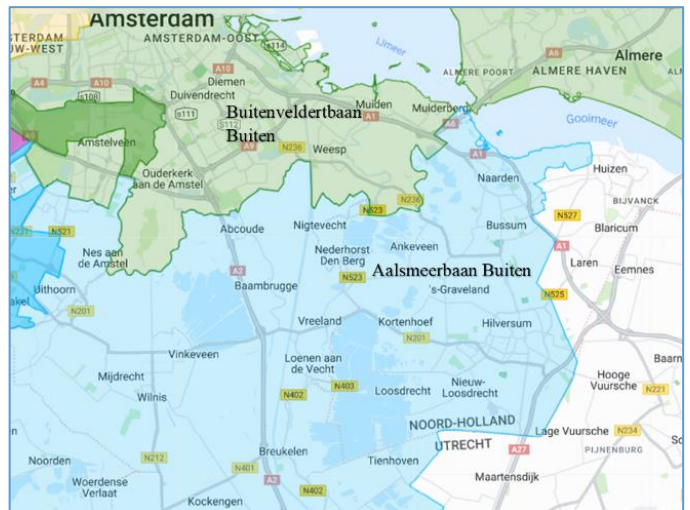 Amsterdam
STERDAM
UW-WEST
AMSTERDAM-OOST
s114
IJmeer
Almere
A10
A6
ALMERE POORT
ALMERE HAVEN
A4
A10
Diemen
s108
Duivendrecht
Muiden
Muiderberg
s111
Buitenveldertbaan
Buiten
S112
A1
A6
Gooimeer
Amstelveen
A9
N236
Weesp
A1
Ouderkerk
aan de Amstel
Naarden
Huizen
N236
N523
BIJVANCK
N521
Abcoude
Nigtevecht
N527
Bussum
Blaricum
Nes aan
de Amstel
Nederhorst
Den Berg
Ankeveen
A1
Laren
A2
N523
Aalsmeerbaan Buiten
Eemnes
Uithoorn
Baambrugge
's-Graveland
N525
N201
Vreeland
Kortenhoef
Hilversum
Vinkeveen
N201
Baarn
Loenen aan
de Vecht
Hooge
Vuursche
Mijdrecht
N403
Loosdrecht
Nieuw-
Loosdrecht
N221
Wilnis
N402
NOORD-HOLLAND
UTRECHT
Lage Vuursche
N234
Breukelen
A27
PIJNENBURG
Noorden
N212
N401
Tienhoven
Woerdense
Verlaat
A2
Maartensdijk
Kockengen
N402